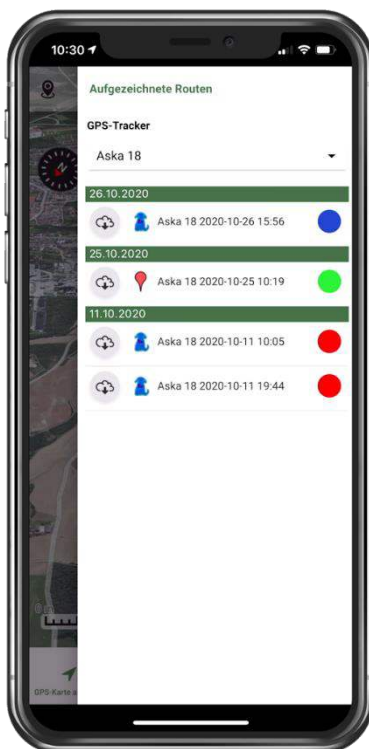 10:30
Aufgezeichnete Routen
GPS-Tracker
Aska 18
26.10.2020
Aska 18 2020-10-26 15:56
25.10.2020
Aska 18 2020-10-25 10:19
11.10.2020
Aska 18 2020-10-11 10:05
Aska 18 2020-10-11 19:44
GPS-Karte